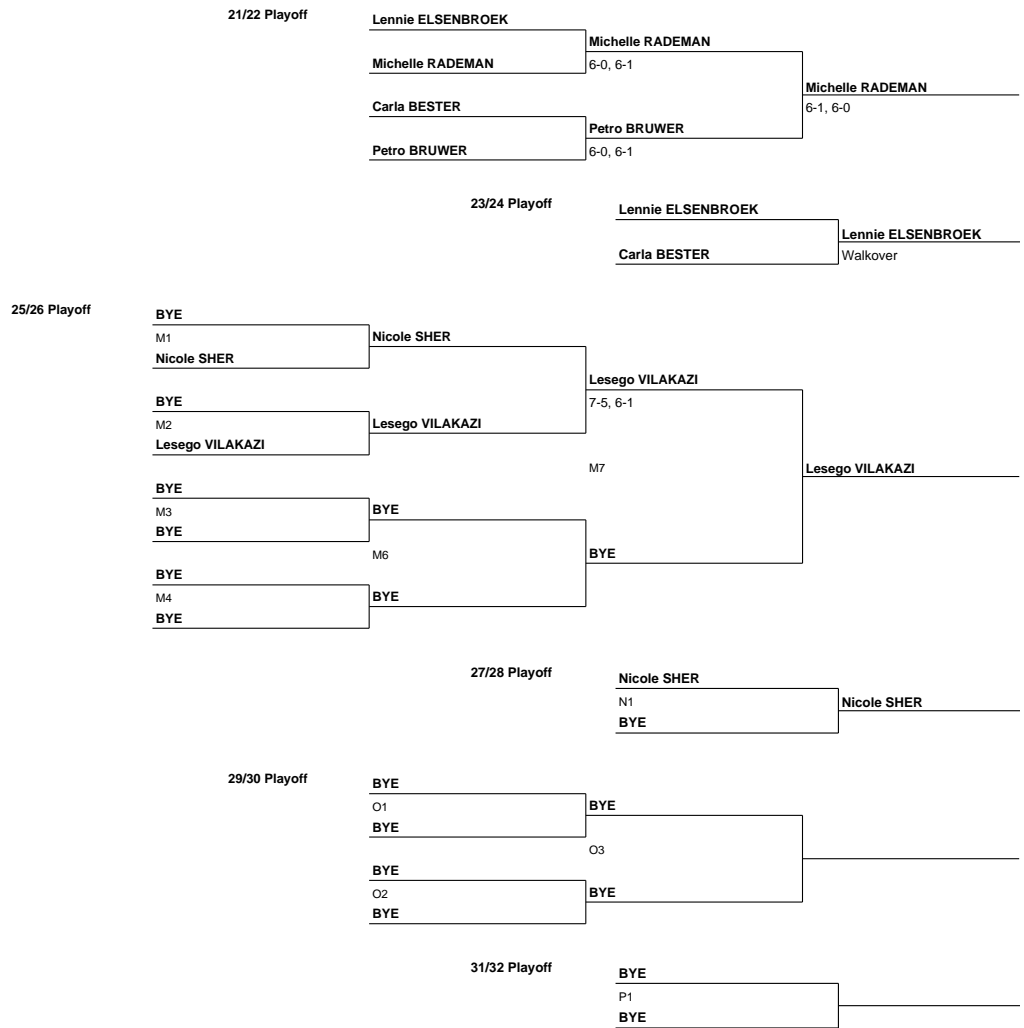 21/22 Playoff
Lennie ELSENBROEK
Michelle RADEMAN
Michelle RADEMAN
6-0, 6-1
Michelle RADEMAN
6-1, 6-0
Carla BESTER
Petro BRUWER
Petro BRUWER
6-0, 6-1
23/24 Playoff
Lennie ELSENBROEK
Lennie ELSENBROEK
Carla BESTER
Walkover
25/26 Playoff
BYE
M1
Nicole SHER
Nicole SHER
Lesego VILAKAZI
7-5, 6-1
BYE
M2
Lesego VILAKAZI
Lesego VILAKAZI
M7
Lesego VILAKAZI
BYE
M3
BYE
BYE
M6
BYE
BYE
M4
BYE
BYE
27/28 Playoff
Nicole SHER
N1
Nicole SHER
BYE
29/30 Playoff
BYE
O1
BYE
BYE
O3
BYE
O2
BYE
BYE
31/32 Playoff
BYE
P1
BYE